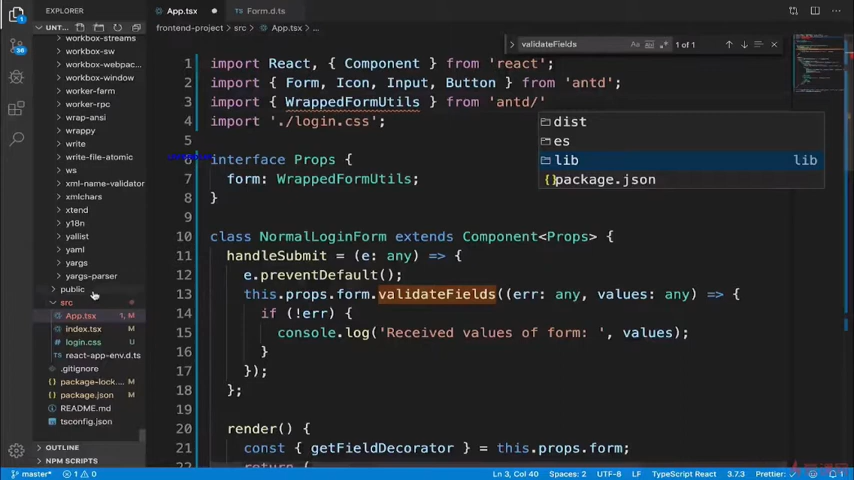 EXPLORER
App.tsx
Form.d.ts
UNT
frontend-project > src > App.tsx > ...
validateFields
Aa
1 of 1
workbox-streams
workbox-sw
workbox-webpac...
workbox-window
worker-farm
worker-rpc
wrap-ansi
wrappy
write
write-file-atomic
ws
xml-name-validator
xmlchars
xtend
y18n
yallist
yaml
yargs
yargs-parser
public
src
App.tsx 1, M
index.tsx M
login.css U
react-app-env.d.ts
.gitignore
package-lock.... M
package.json M
README.md
tsconfig.json
OUTLINE
NPM SCRIPTS
1 import React, { Component } from 'react';
2 import { Form, Icon, Input, Button } from 'antd';
3 import { WrappedFormUtils } from 'antd/'
4 import './login.css';
5
6 interface Props {
7 form: WrappedFormUtils;
8 }
9
10 class NormalLoginForm extends Component<Props> {
11 handleSubmit = (e: any) => {
12 e.preventDefault();
13 this.props.form.validateFields((err: any, values: any) => {
14 if (!err) {
15 console.log('Received values of form: ', values);
16 }
17 });
18 };
19
20 render() {
21 const { getFieldDecorator } = this.props.form;
22 return (
dist
es
lib lib
{}package.json
master* 1 0
Ln 3, Col 40
Spaces: 2
UTF-8
LF
TypeScript React
3.7.3
Prettier:
1